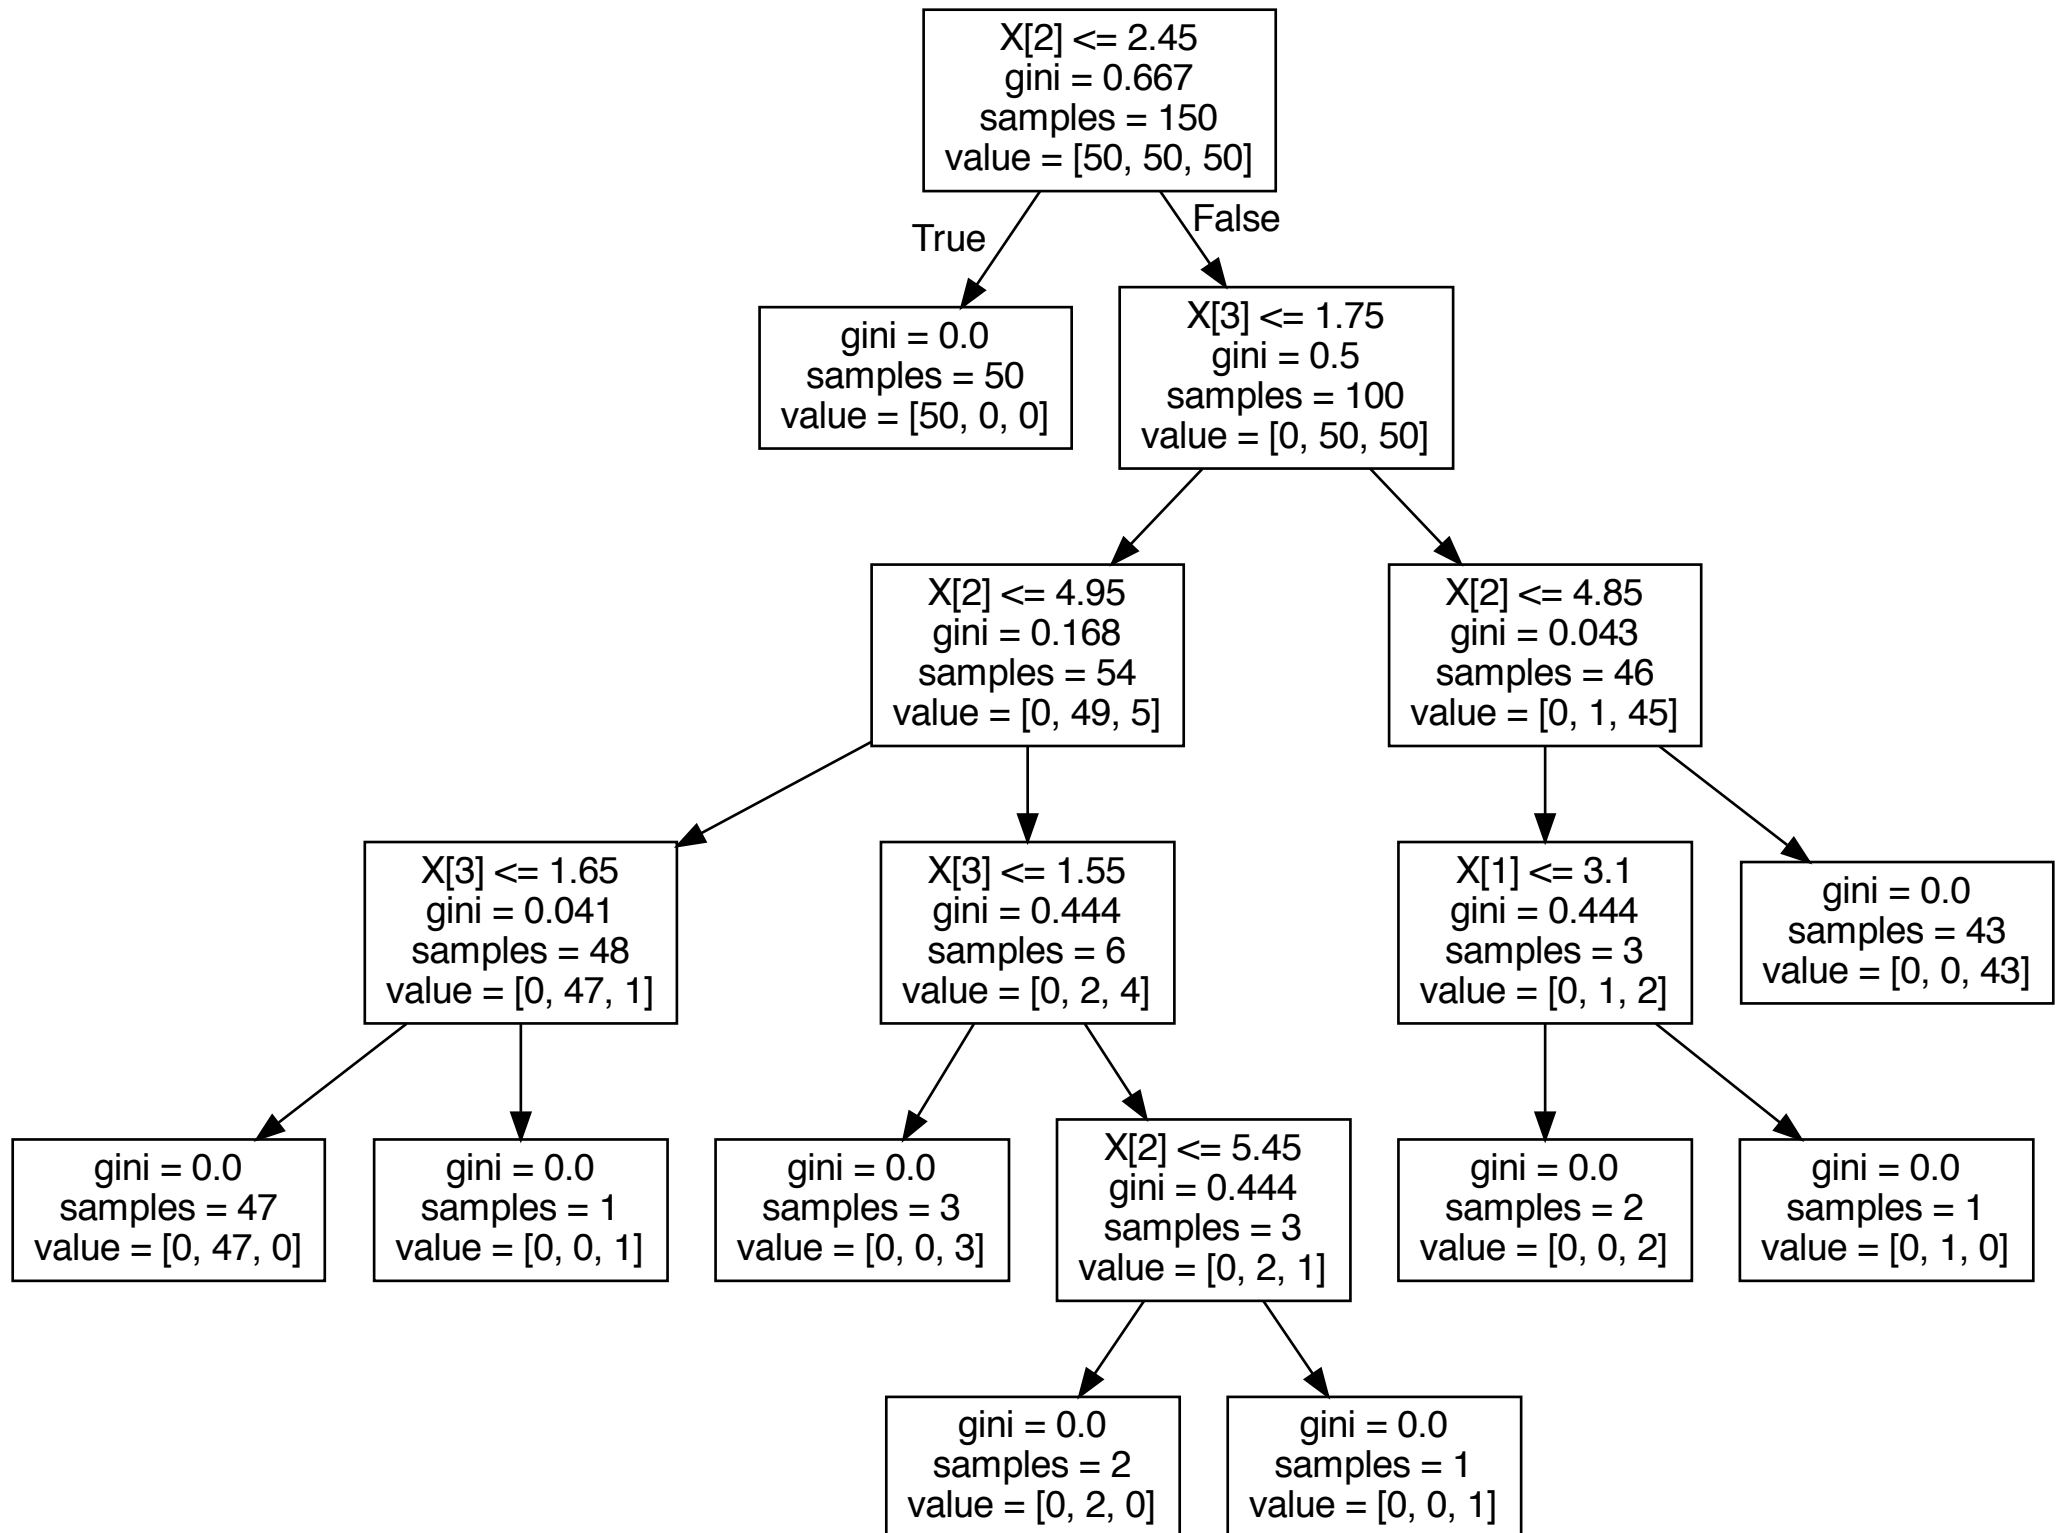 X[2] <= 2.45
gini = 0.667
samples = 150
value = [50, 50, 50]
True
False
gini = 0.0
samples = 50
value = [50, 0, 0]
X[3] <= 1.75
gini = 0.5
samples = 100
value = [0, 50, 50]
X[2] <= 4.95
gini = 0.168
samples = 54
value = [0, 49, 5]
X[2] <= 4.85
gini = 0.043
samples = 46
value = [0, 1, 45]
X[3] <= 1.65
gini = 0.041
samples = 48
value = [0, 47, 1]
X[3] <= 1.55
gini = 0.444
samples = 6
value = [0, 2, 4]
X[1] <= 3.1
gini = 0.444
samples = 3
value = [0, 1, 2]
gini = 0.0
samples = 43
value = [0, 0, 43]
gini = 0.0
samples = 47
value = [0, 47, 0]
gini = 0.0
samples = 1
value = [0, 0, 1]
gini = 0.0
samples = 3
value = [0, 0, 3]
X[2] <= 5.45
gini = 0.444
samples = 3
value = [0, 2, 1]
gini = 0.0
samples = 2
value = [0, 0, 2]
gini = 0.0
samples = 1
value = [0, 1, 0]
gini = 0.0
samples = 2
value = [0, 2, 0]
gini = 0.0
samples = 1
value = [0, 0, 1]